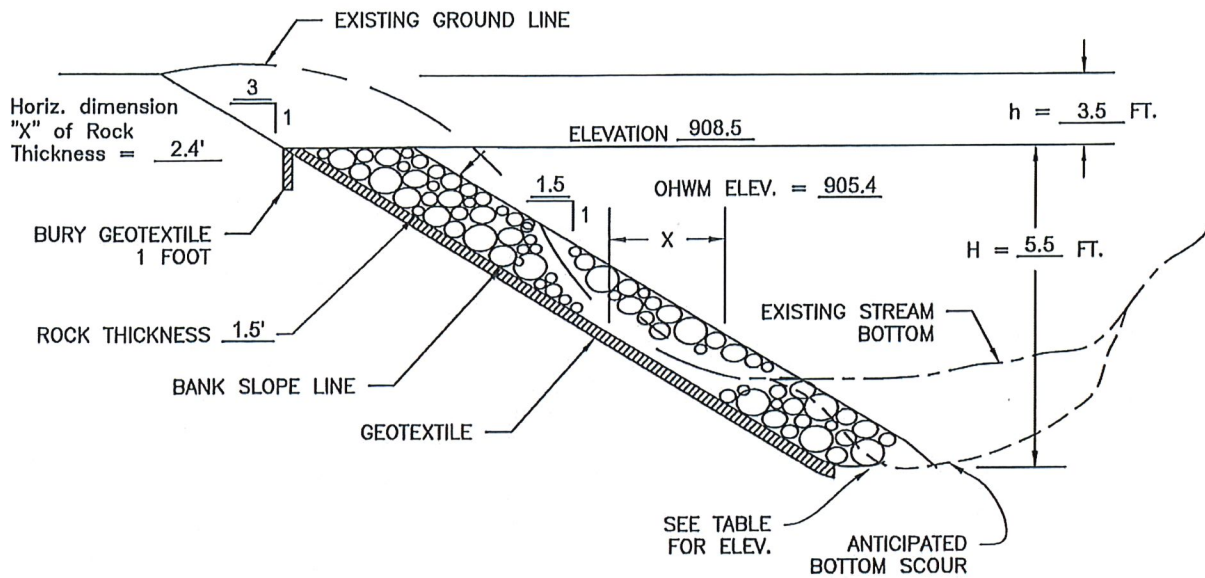 EXISTING GROUND LINE
3
1
Horiz. dimension
"X" of Rock
Thickness = 2.4'
h = 3.5 FT.
ELEVATION 908.5
1.5
1
OHWM ELEV. = 905.4
X
BURY GEOTEXTILE
1 FOOT
H = 5.5 FT.
EXISTING STREAM
BOTTOM
ROCK THICKNESS 1.5'
BANK SLOPE LINE
GEOTEXTILE
SEE TABLE
FOR ELEV.
ANTICIPATED
BOTTOM SCOUR